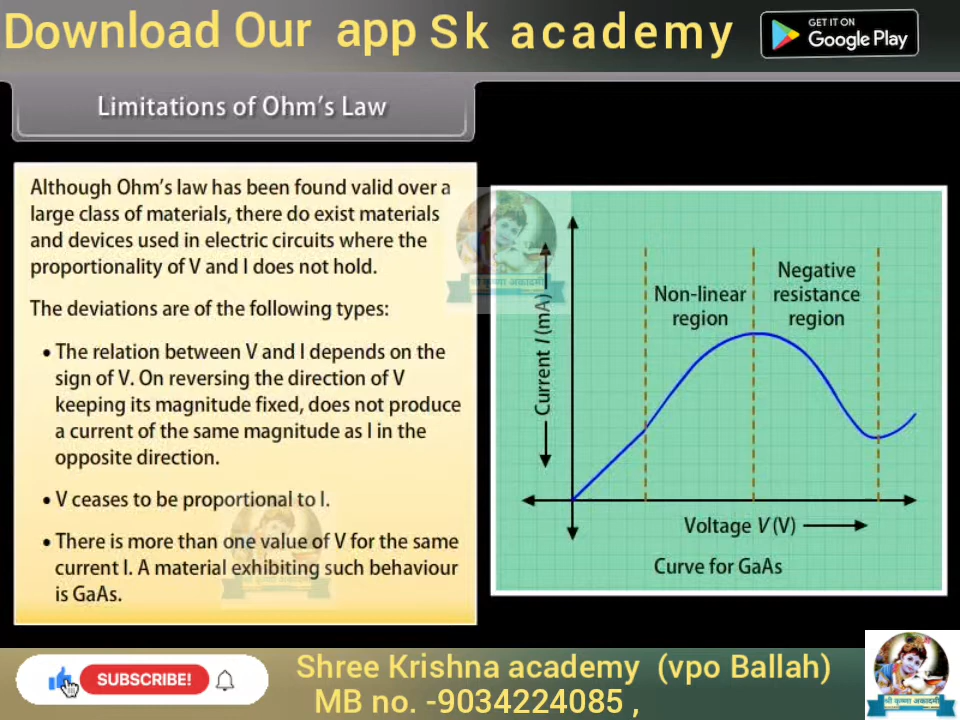 Download Our app Sk academy
GET IT ON
Google Play
Limitations of Ohm's Law
Although Ohm's law has been found valid over a
large class of materials, there do exist materials
and devices used in electric circuits where the
proportionality of V and I does not hold.
The deviations are of the following types:
• The relation between V and I depends on the
sign of V. On reversing the direction of V
keeping its magnitude fixed, does not produce
a current of the same magnitude as I in the
opposite direction.
• V ceases to be proportional to I.
• There is more than one value of V for the same
current I. A material exhibiting such behaviour
is GaAs.
श्री कृष्णा अकादमी
Current I (mA)
Non-linear
region
Negative
resistance
region
Voltage V (V)
Curve for GaAs
SUBSCRIBE!
Shree Krishna academy (vpo Ballah)
MB no. -9034224085 ,
श्री कृष्णा अकादमी